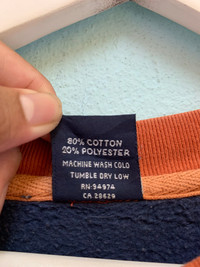 80% COTTON
20% POLYESTER
MACHINE WASH COLD
TUMBLE DRY LOW
RN 94974
CA 28629